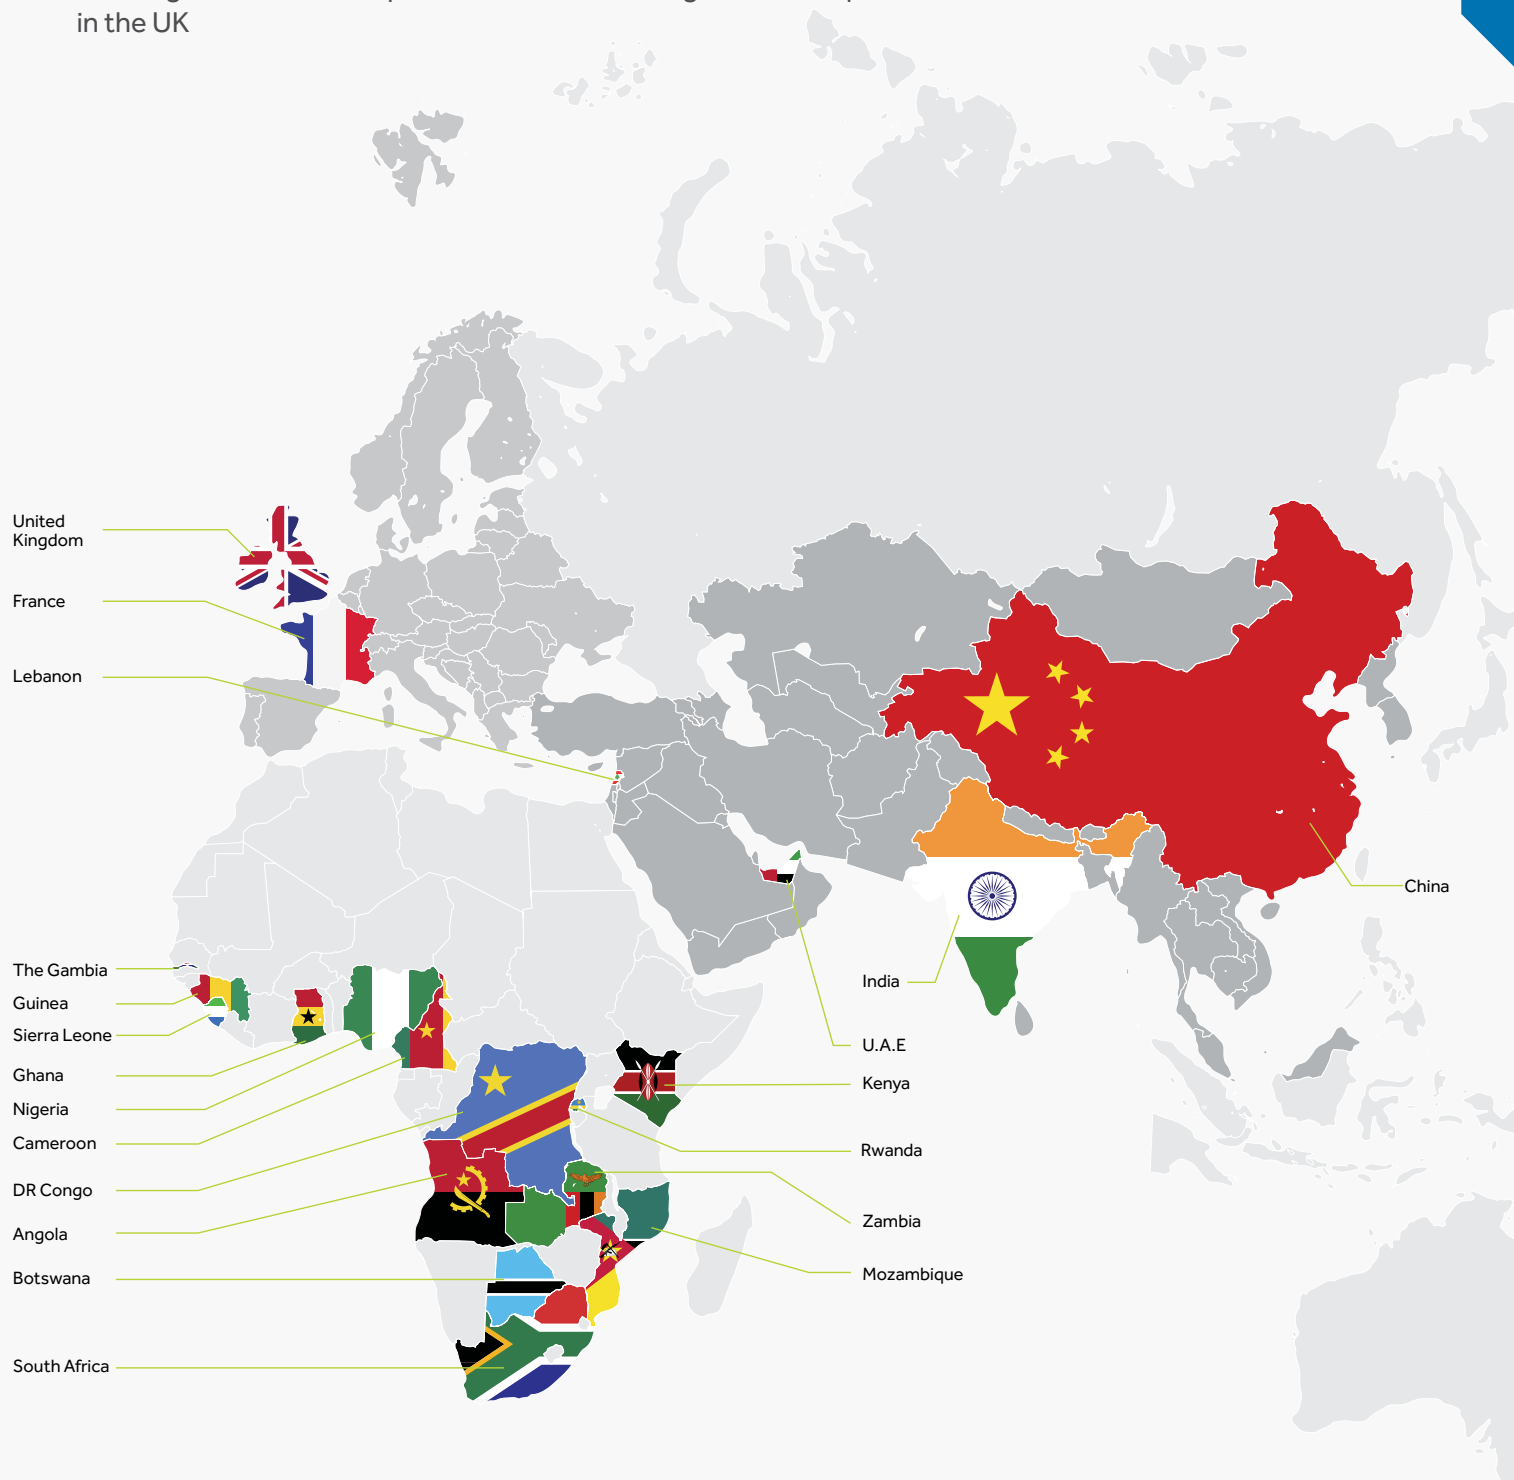 in the UK
United
Kingdom
France
Lebanon
The Gambia
Guinea
Sierra Leone
Ghana
Nigeria
Cameroon
DR Congo
Angola
Botswana
South Africa
China
India
U.A.E
Kenya
Rwanda
Zambia
Mozambique